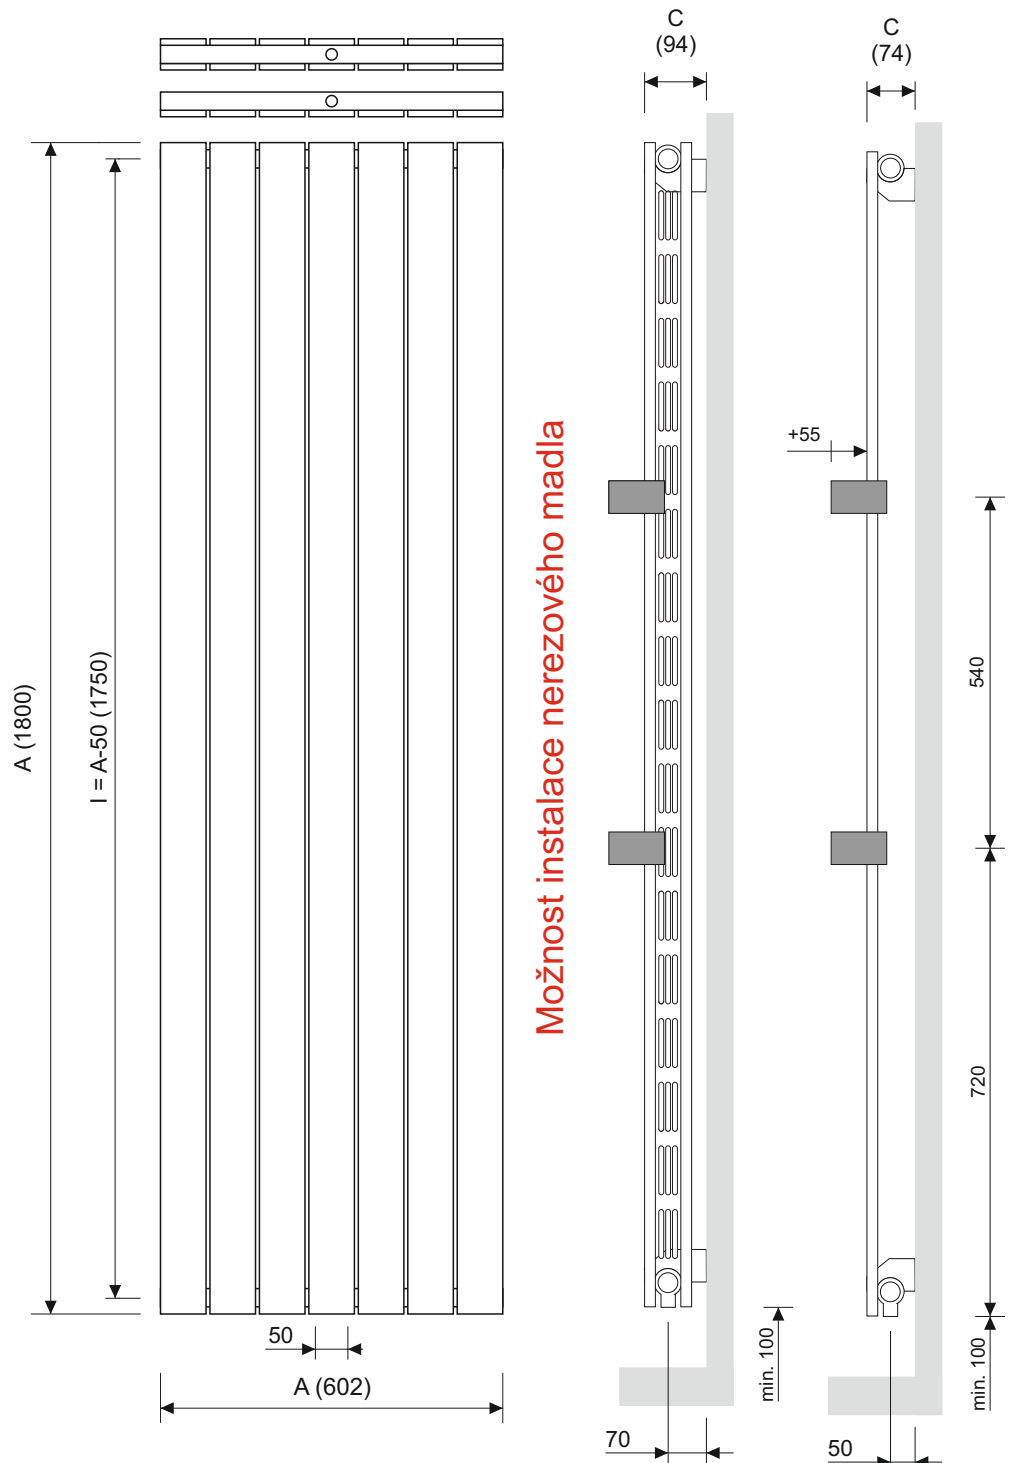 C
(94)
C
(74)
+55
A (1800)
I = A-50 (1750)
Možnost instalace nerezového madla
540
720
50
A (602)
min. 100
min. 100
70
50